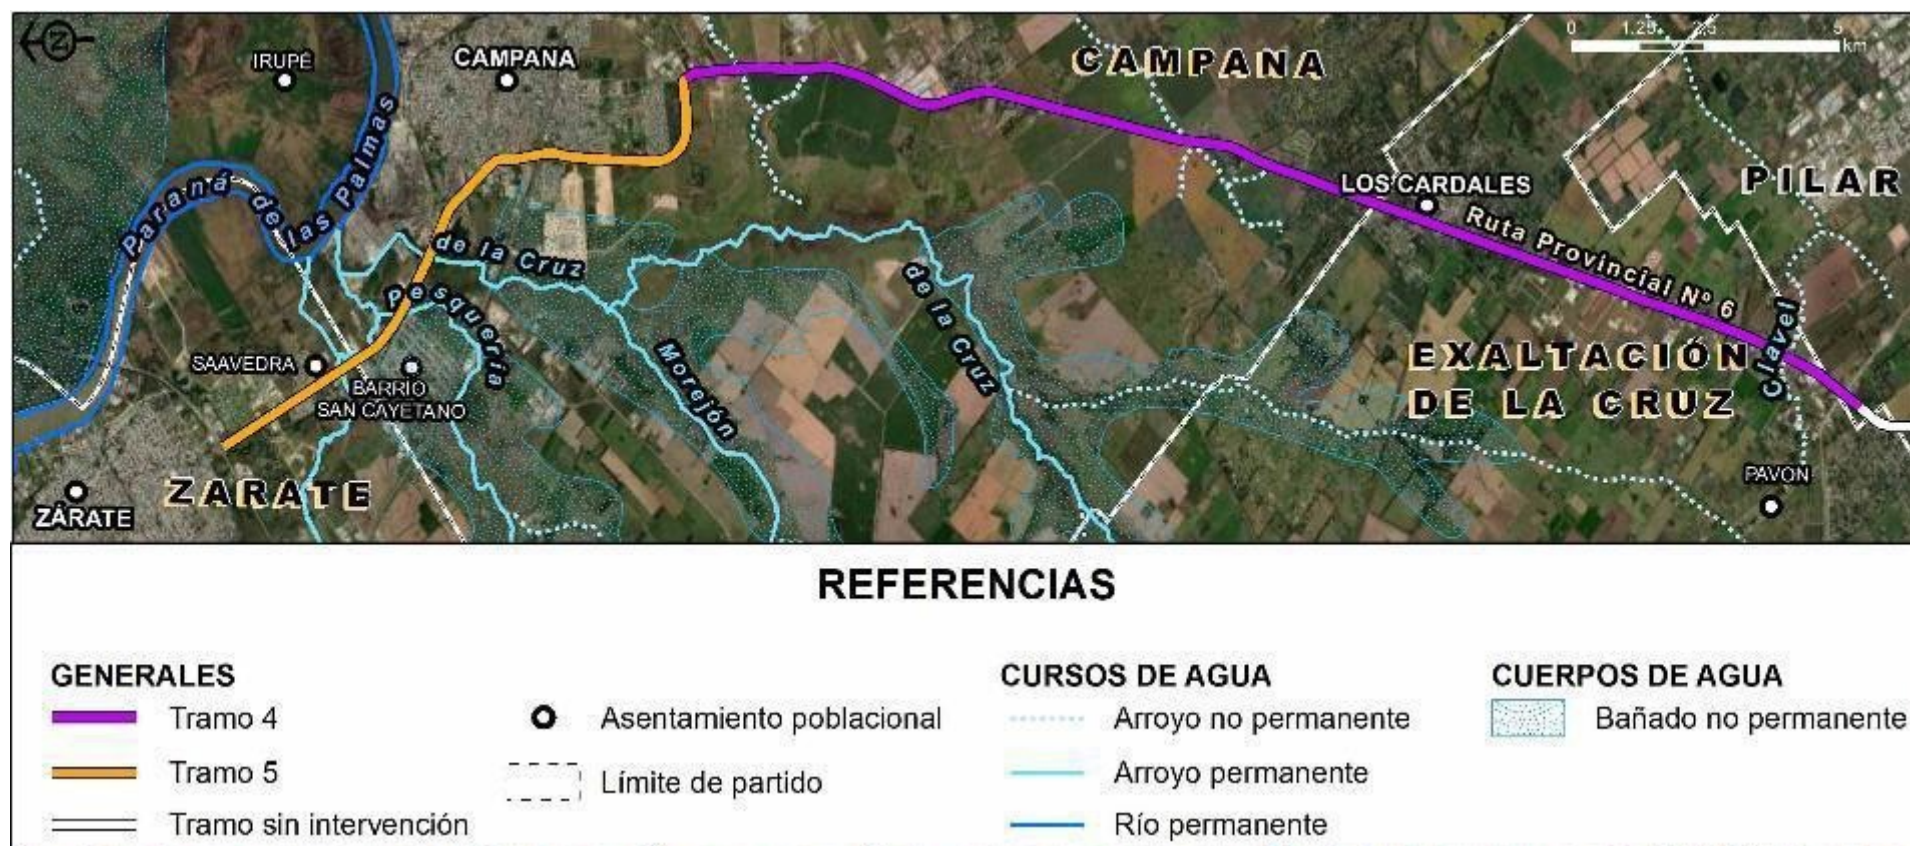 Z
IRUPÉ
CAMPANA
CAMPANA
0 1.25 2,5 5
km
Paraná de las Palmas
LOS CARDALES
PILAR
de la Cruz
Ruta Provincial Nº 6
Pesquería
de la Cruz
Clavel
SAAVEDRA
BARRIO
SAN CAYETANO
Morejón
EXALTACIÓN
DE LA CRUZ
ZARATE
ZÁRATE
PAVON
REFERENCIAS
GENERALES
Tramo 4
Tramo 5
Tramo sin intervención
Asentamiento poblacional
Límite de partido
CURSOS DE AGUA
Arroyo no permanente
Arroyo permanente
Río permanente
CUERPOS DE AGUA
Bañado no permanente